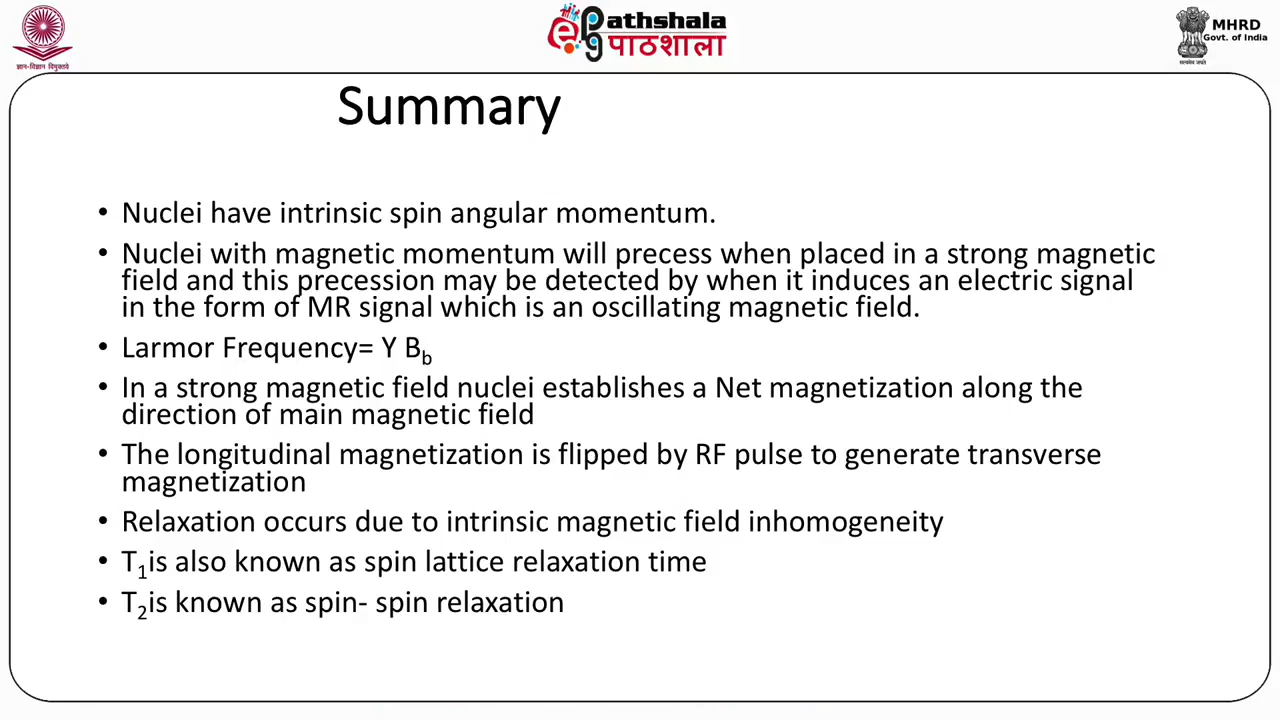 ज्ञान-विज्ञान विमुक्तये
ePathshala
पाठशाला
सत्यमेव जयते
MHRD
Govt. of India
Summary
• Nuclei have intrinsic spin angular momentum.
• Nuclei with magnetic momentum will precess when placed in a strong magnetic
field and this precession may be detected by when it induces an electric signal
in the form of MR signal which is an oscillating magnetic field.
• Larmor Frequency= Y Bb
• In a strong magnetic field nuclei establishes a Net magnetization along the
direction of main magnetic field
• The longitudinal magnetization is flipped by RF pulse to generate transverse
magnetization
• Relaxation occurs due to intrinsic magnetic field inhomogeneity
• T1is also known as spin lattice relaxation time
• T2is known as spin- spin relaxation